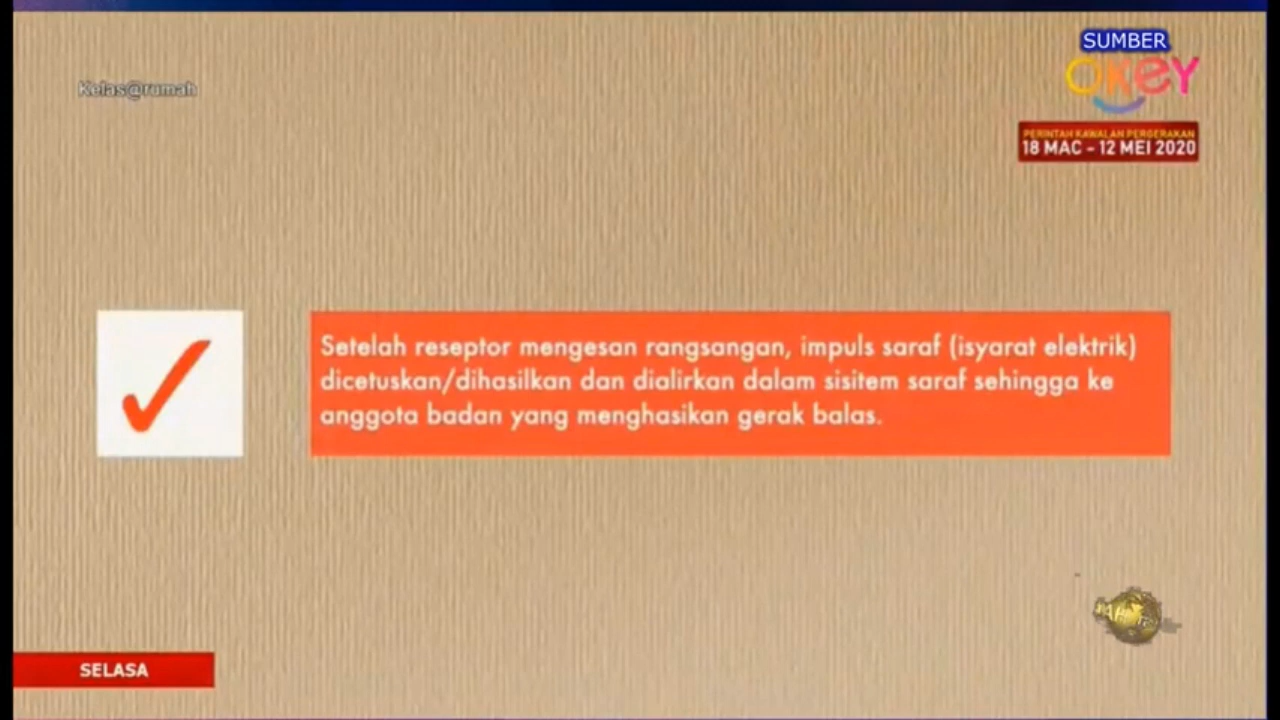 SUMBER
OKEY
Kelas@rumah
PERINTAH KAWALAN PERGERAKAN
18 MAC - 12 MEI 2020
Setelah reseptor mengesan rangsangan, impuls saraf (isyarat elektrik)
dicetuskan/dihasilkan dan dialirkan dalam sisitem saraf sehingga ke
anggota badan yang menghasikan gerak balas.
SELASA